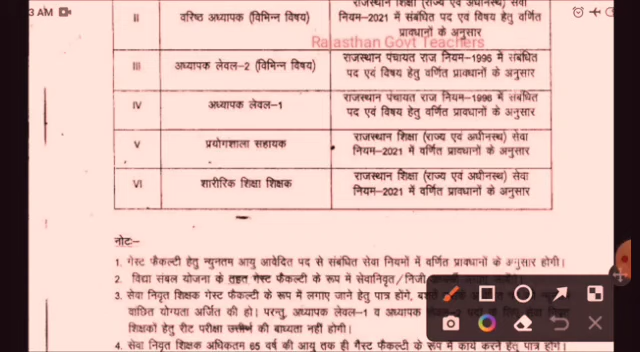 3 AM
राजस्थान शिक्षा (राज्य एवं अधीनस्थ) सेवा
II वरिष्ठ अध्यापक (विभिन्न विषय) नियम-2021 में संबंधित पद एवं विषय हेतु वर्णित
प्रावधानों के अनुसार
Rajasthan Govt Teachers
III अध्यापक लेवल-2 (विभिन्न विषय) राजस्थान पंचायत राज नियम-1996 में संबंधित
पद एवं विषय हेतु वर्णित प्रावधानों के अनुसार
IV अध्यापक लेवल-1 राजस्थान पंचायत राज नियम-1996 में संबंधित
पद एवं विषय हेतु वर्णित प्रावधानों के अनुसार
V प्रयोगशाला सहायक राजस्थान शिक्षा (राज्य एवं अधीनस्थ) सेवा
नियम-2021 में वर्णित प्रावधानों के अनुसार
VI शारीरिक शिक्षा शिक्षक राजस्थान शिक्षा (राज्य एवं अधीनस्थ) सेवा
नियम-2021 में वर्णित प्रावधानों के अनुसार
नोटः-
1. गेस्ट फैकल्टी हेतु न्युनतम आयु आवेदित पद से संबंधित सेवा नियमों में वर्णित प्रावधानों के अनुसार होगी।
2. विद्या संबल योजना के तहत गेस्ट फैकल्टी के रूप में सेवानिवृत/निजी
3. सेवा निवृत शिक्षक गेस्ट फैकल्टी के रूप में लगाए जाने हेतु पात्र होंगे,
वांछित योग्यता अर्जित की हो। परन्तु, अध्यापक लेवल-1 व अध्यापक
शिक्षकों हेतु रीट परीक्षा उत्तीर्ण की बाध्यता नहीं होगी।
4. सेवा निवृत शिक्षक अधिकतम 65 वर्ष की आयु तक ही गैस्ट फैकल्टी के रूप में कार्य करने हेतु पात्र होंगे।